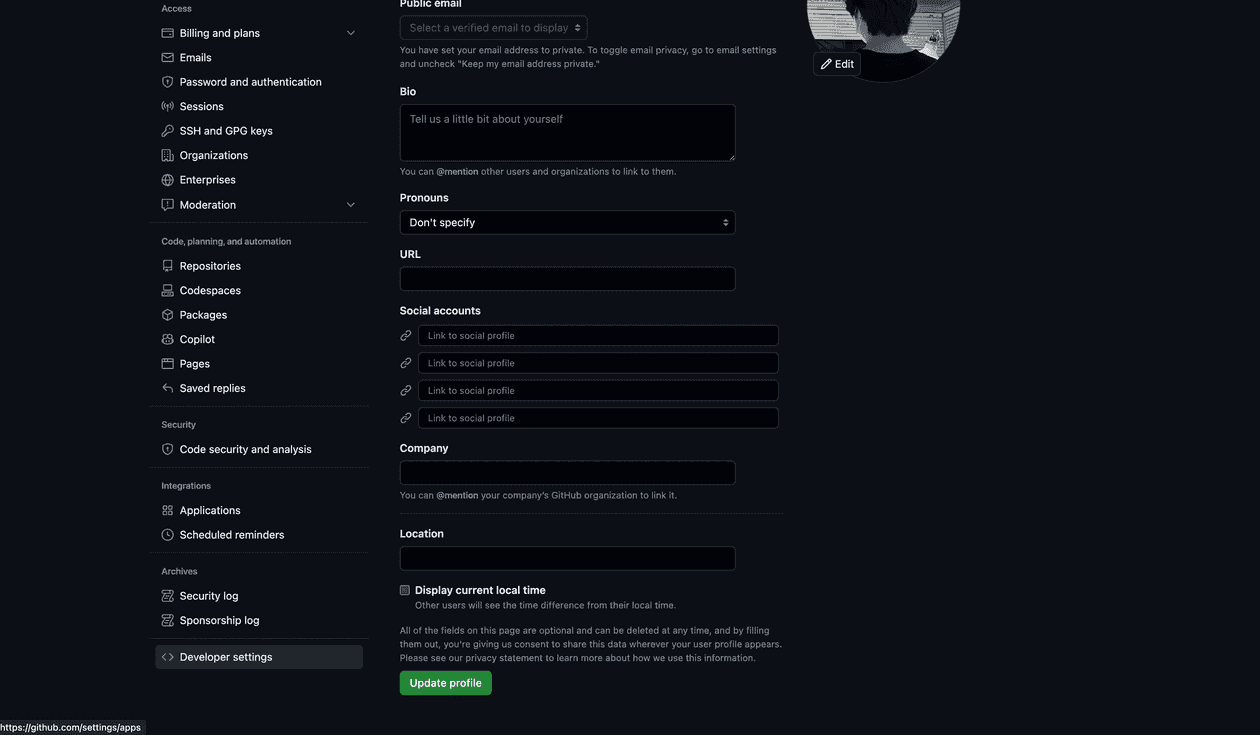 Access
Billing and plans
Emails
Password and authentication
Sessions
SSH and GPG keys
Organizations
Enterprises
Moderation
Code, planning, and automation
Repositories
Codespaces
Packages
Copilot
Pages
Saved replies
Security
Code security and analysis
Integrations
Applications
Scheduled reminders
Archives
Security log
Sponsorship log
Developer settings
Public email
Select a verified email to display
You have set your email address to private. To toggle email privacy, go to email settings
and uncheck "Keep my email address private."
Bio
Tell us a little bit about yourself
You can @mention other users and organizations to link to them.
Pronouns
Don't specify
URL
Social accounts
Link to social profile
Link to social profile
Link to social profile
Link to social profile
Company
You can @mention your company's GitHub organization to link it.
Location
Display current local time
Other users will see the time difference from their local time.
All of the fields on this page are optional and can be deleted at any time, and by filling
them out, you're giving us consent to share this data wherever your user profile appears.
Please see our privacy statement to learn more about how we use this information.
Update profile
Edit
https://github.com/settings/apps